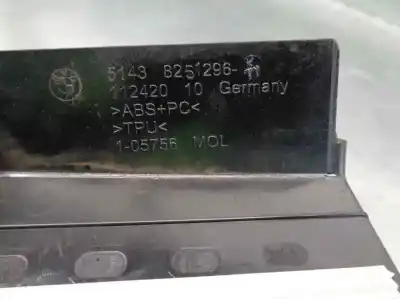 5143 8251296-
112420 10 Germany
>ABS+PC<
>TPU<
1-05756 MOL